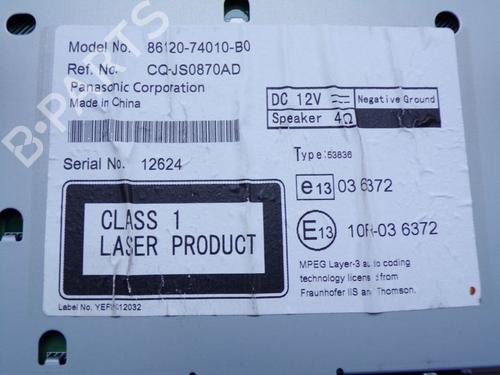 Model No. 86120-74010-B0
Ref. No. CQ-JS0870AD
Panasonic Corporation
Made in China
DC 12V Negative Ground
Speaker 4Ω
Serial No. 12624
Type:53836
e13 03 6372
CLASS 1
LASER PRODUCT
E13 10R-03 6372
MPEG Layer-3 audio coding
technology licensed from
Fraunhofer IIS and Thomson.
Label No.
B-PARTS